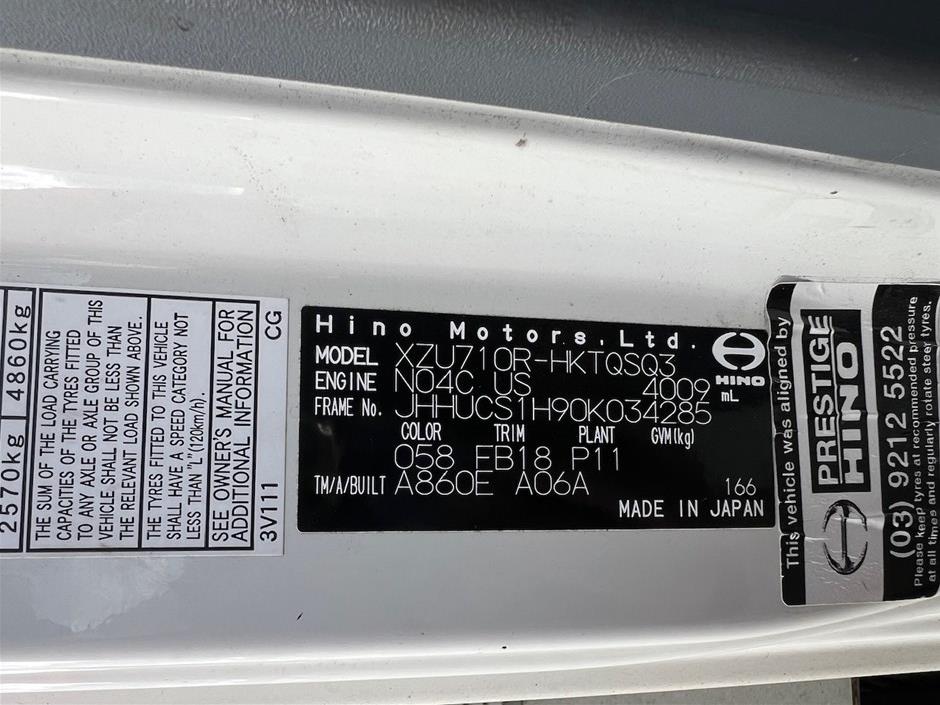 2570kg 4860kg
THE SUM OF THE LOAD CARRYING
CAPACITIES OF THE TYRES FITTED
TO ANY AXLE OR AXLE GROUP OF THIS
VEHICLE SHALL NOT BE LESS THAN
THE RELEVANT LOAD SHOWN ABOVE.
THE TYRES FITTED TO THIS VEHICLE
SHALL HAVE A SPEED CATEGORY NOT
LESS THAN "L" (120km/h).
SEE OWNER'S MANUAL FOR
ADDITIONAL INFORMATION
3V111 CG
Hino Motors,Ltd.
MODEL XZU710R-HKTQSQ3
ENGINE N04C US 4009 mL
FRAME No. JHHUCS1H90K034285
HINO
COLOR TRIM PLANT GVM(kg)
058 EB18 P11
TM/A/BUILT A860E A06A
166
MADE IN JAPAN
This vehicle was aligned by
PRESTIGE
HINO
(03) 9212 5522
Please keep tyres at recommended pressure
at all times and regularly rotate steer tyres.